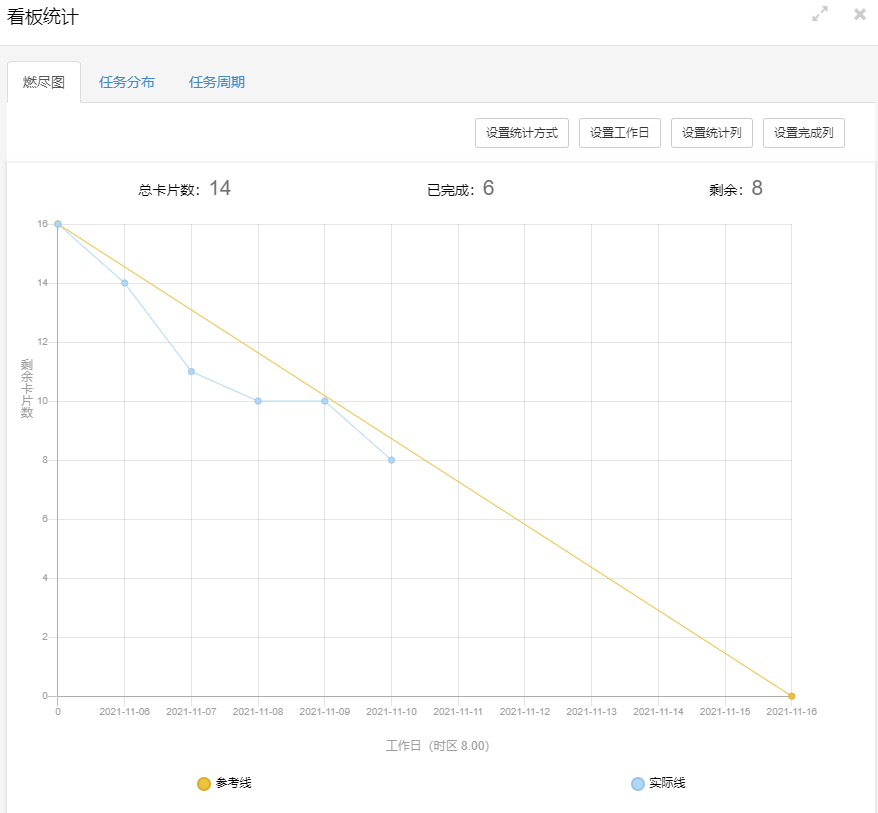 看板统计
燃尽图 任务分布 任务周期
设置统计方式 设置工作日 设置统计列 设置完成列
总卡片数: 14 已完成: 6 剩余: 8
16
14
12
10
8
6
4
2
0
剩余卡片数
0 2021-11-06 2021-11-07 2021-11-08 2021-11-09 2021-11-10 2021-11-11 2021-11-12 2021-11-13 2021-11-14 2021-11-15 2021-11-16
工作日（时区 8.00）
参考线 实际线